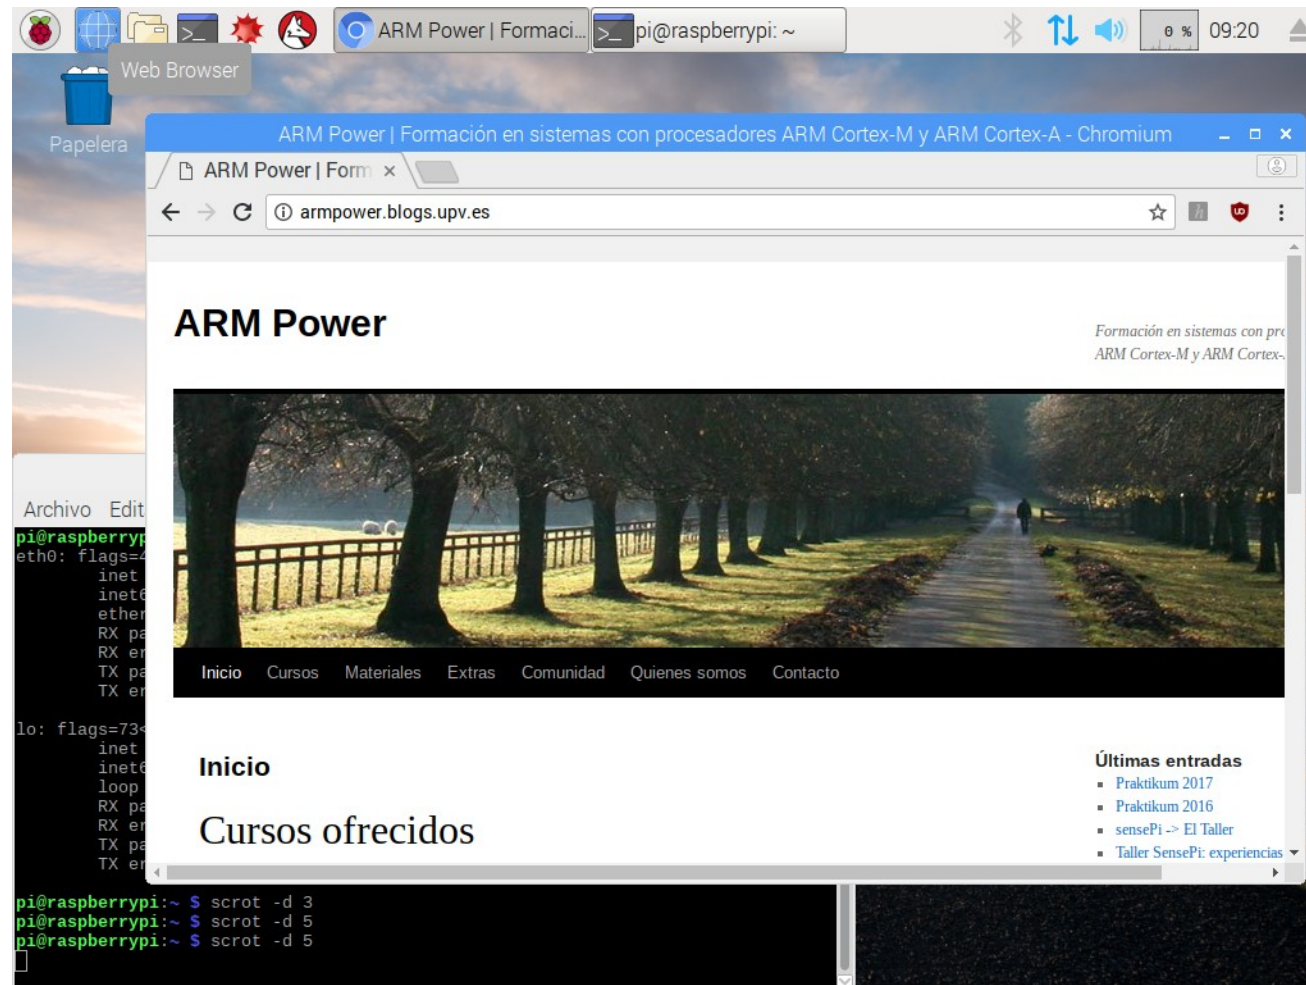 ARM Power | Formaci...
pi@raspberrypi: ~
0 %
09:20
Web Browser
Papelera
ARM Power | Formación en sistemas con procesadores ARM Cortex-M y ARM Cortex-A - Chromium
ARM Power | Form
armpower.blogs.upv.es
ARM Power
Formación en sistemas con pro
ARM Cortex-M y ARM Cortex-
Inicio
Cursos
Materiales
Extras
Comunidad
Quienes somos
Contacto
Inicio
Cursos ofrecidos
Últimas entradas
Praktikum 2017
Praktikum 2016
sensePi -> El Taller
Taller SensePi: experiencias
Archivo Edit
pi@raspberryp
eth0: flags=4
inet
inet6
ether
RX pa
RX er
TX pa
TX er
lo: flags=73<
inet
inet6
loop
RX pa
RX er
TX pa
TX er
pi@raspberrypi:~ $ scrot -d 3
pi@raspberrypi:~ $ scrot -d 5
pi@raspberrypi:~ $ scrot -d 5